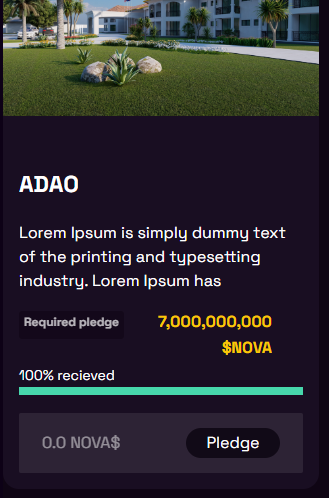 ADAO
Lorem Ipsum is simply dummy text
of the printing and typesetting
industry. Lorem Ipsum has
Required pledge 7,000,000,000
$NOVA
100% recieved
0.0 NOVA$ Pledge